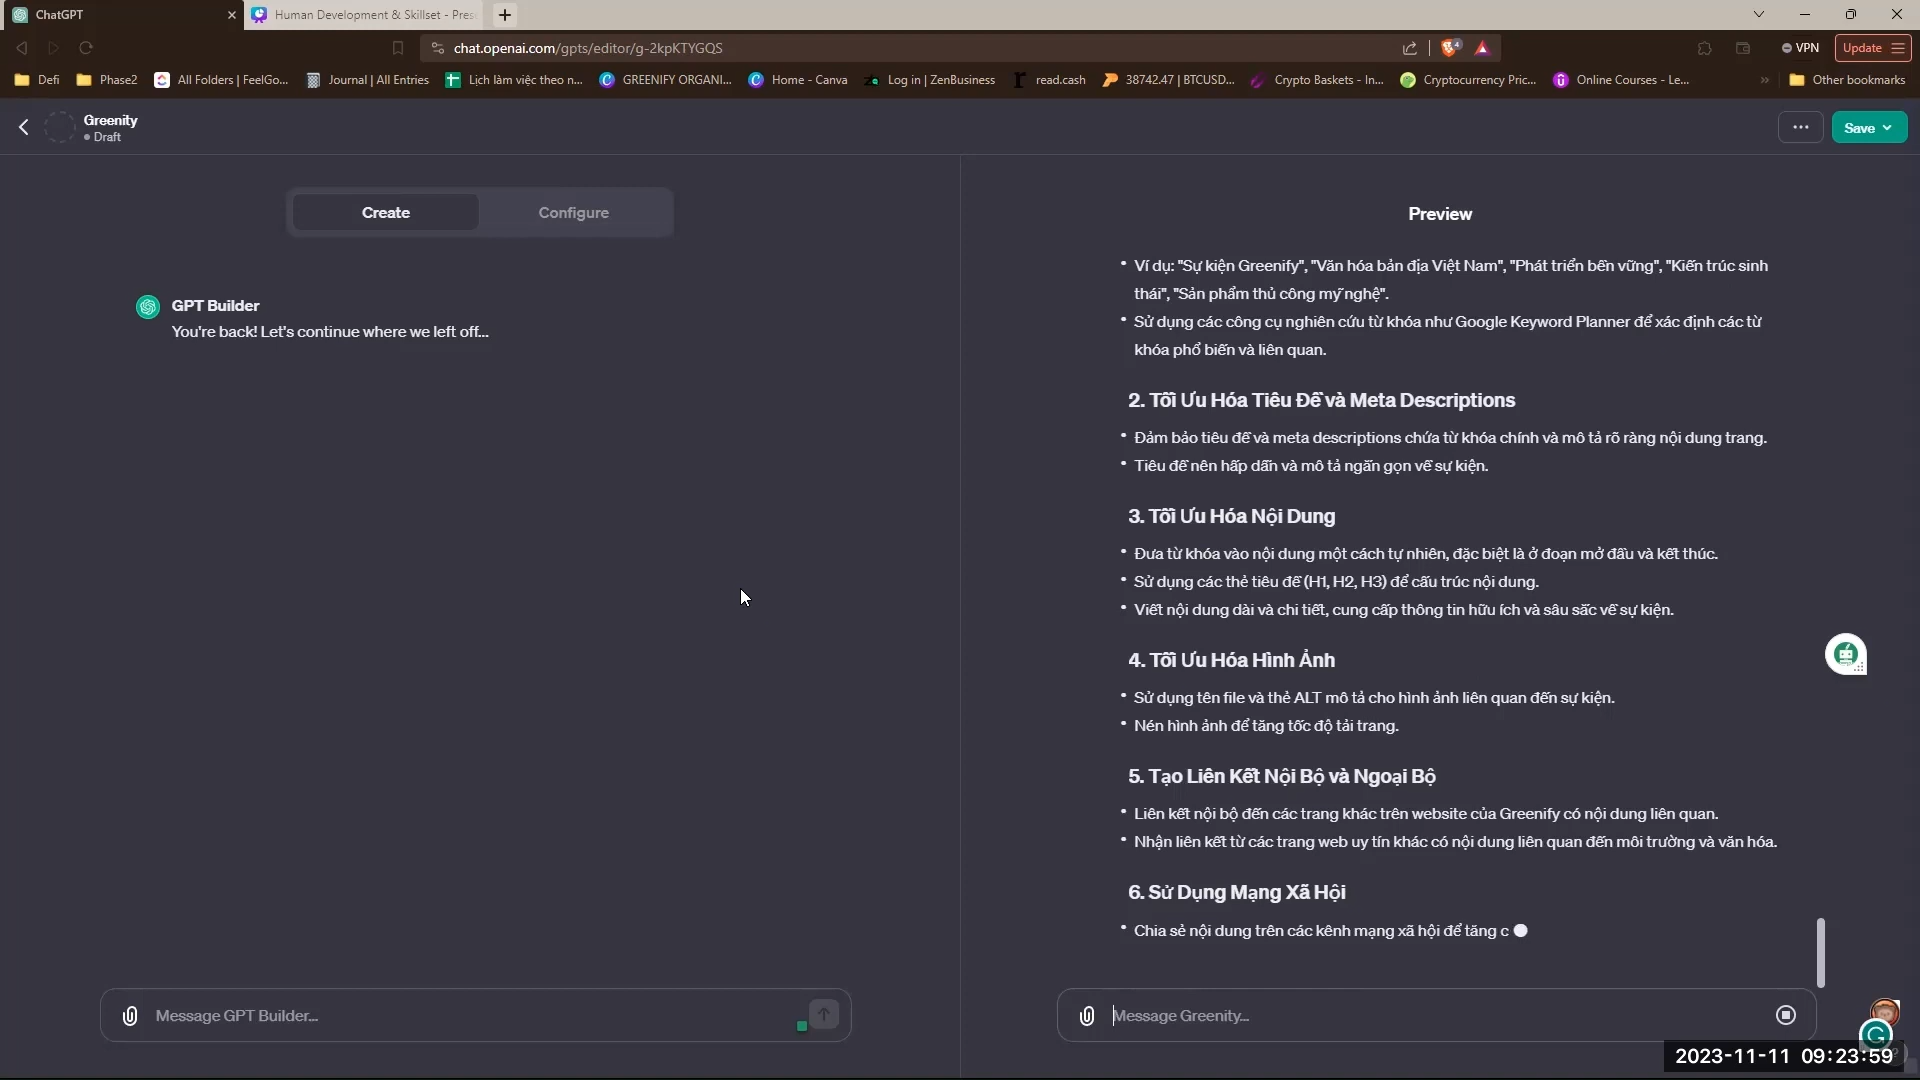 ChatGPT
Human Development & Skillset - Pres
chat.openai.com/gpts/editor/g-2kpKTYGQS
4
VPN
Update
Defi
Phase2
All Folders | FeelGo...
Journal | All Entries
Lịch làm việc theo n...
GREENIFY ORGANI...
Home - Canva
Log in | ZenBusiness
read.cash
38742.47 | BTCUSD...
Crypto Baskets - In...
Cryptocurrency Pric...
Online Courses - Le...
»
Other bookmarks
Greenity
Draft
Save
Create
Configure
GPT Builder
You're back! Let's continue where we left off...
Message GPT Builder...
Preview
• Ví dụ: "Sự kiện Greenify", "Văn hóa bản địa Việt Nam", "Phát triển bền vững", "Kiến trúc sinh
thái", "Sản phẩm thủ công mỹ nghệ".
• Sử dụng các công cụ nghiên cứu từ khóa như Google Keyword Planner để xác định các từ
khóa phổ biến và liên quan.
2. Tối Ưu Hóa Tiêu Đề và Meta Descriptions
• Đảm bảo tiêu đề và meta descriptions chứa từ khóa chính và mô tả rõ ràng nội dung trang.
• Tiêu đề nên hấp dẫn và mô tả ngắn gọn về sự kiện.
3. Tối Ưu Hóa Nội Dung
• Đưa từ khóa vào nội dung một cách tự nhiên, đặc biệt là ở đoạn mở đầu và kết thúc.
• Sử dụng các thẻ tiêu đề (H1, H2, H3) để cấu trúc nội dung.
• Viết nội dung dài và chi tiết, cung cấp thông tin hữu ích và sâu sắc về sự kiện.
4. Tối Ưu Hóa Hình Ảnh
• Sử dụng tên file và thẻ ALT mô tả cho hình ảnh liên quan đến sự kiện.
• Nén hình ảnh để tăng tốc độ tải trang.
5. Tạo Liên Kết Nội Bộ và Ngoại Bộ
• Liên kết nội bộ đến các trang khác trên website của Greenify có nội dung liên quan.
• Nhận liên kết từ các trang web uy tín khác có nội dung liên quan đến môi trường và văn hóa.
6. Sử Dụng Mạng Xã Hội
• Chia sẻ nội dung trên các kênh mạng xã hội để tăng c
Message Greenity...
2023-11-11 09:23:59